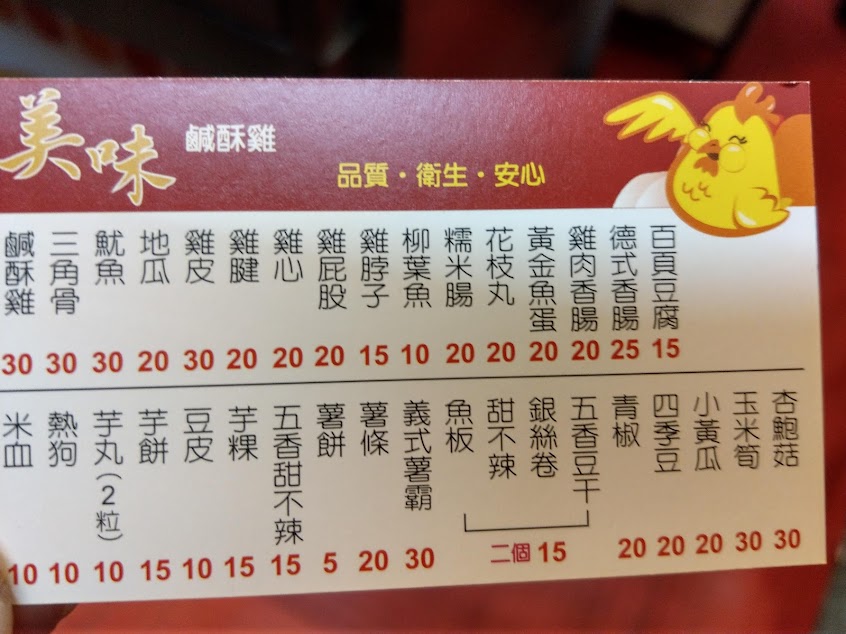 美味 鹹酥雞
品質・衛生・安心
鹹酥雞 30
三角骨 30
魷魚 30
地瓜 20
雞皮 30
雞腱 20
雞心 20
雞屁股 20
雞脖子 15
柳葉魚 10
糯米腸 20
花枝丸 20
黃金魚蛋 20
雞肉香腸 20
德式香腸 25
百頁豆腐 15
米血 10
熱狗 10
芋丸(2粒) 10
芋餅 15
豆皮 10
芋粿 15
五香甜不辣 15
薯餅 5
薯條 20
義式薯霸 30
魚板
甜不辣
銀絲卷
五香豆干
二個 15
青椒 20
四季豆 20
小黃瓜 20
玉米筍 30
杏鮑菇 30